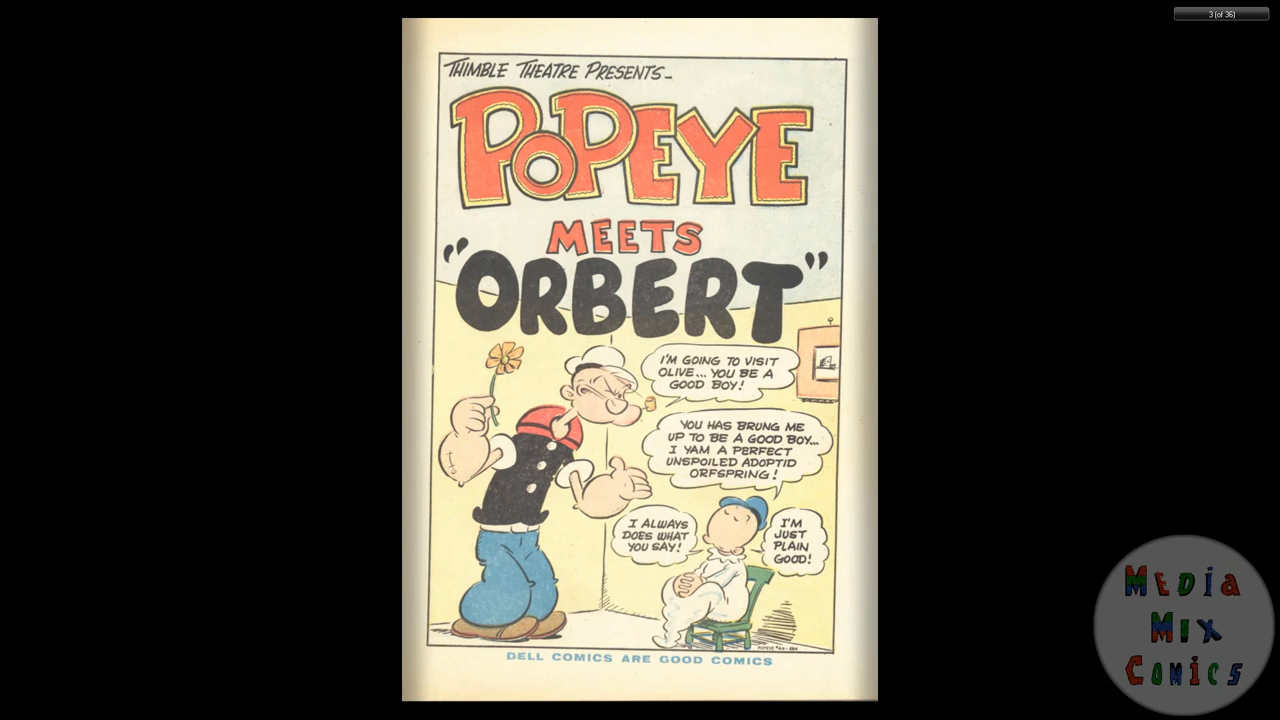 3 (of 36)
THIMBLE THEATRE PRESENTS-
POPEYE
MEETS
"ORBERT"
I'M GOING TO VISIT
OLIVE... YOU BE A
GOOD BOY!
YOU HAS BRUNG ME
UP TO BE A GOOD BOY...
I YAM A PERFECT
UNSPOILED ADOPTID
ORFSPRING!
I ALWAYS
DOES WHAT
YOU SAY!
I'M
JUST
PLAIN
GOOD!
DELL COMICS ARE GOOD COMICS
MEDIA
MIX
COMICS